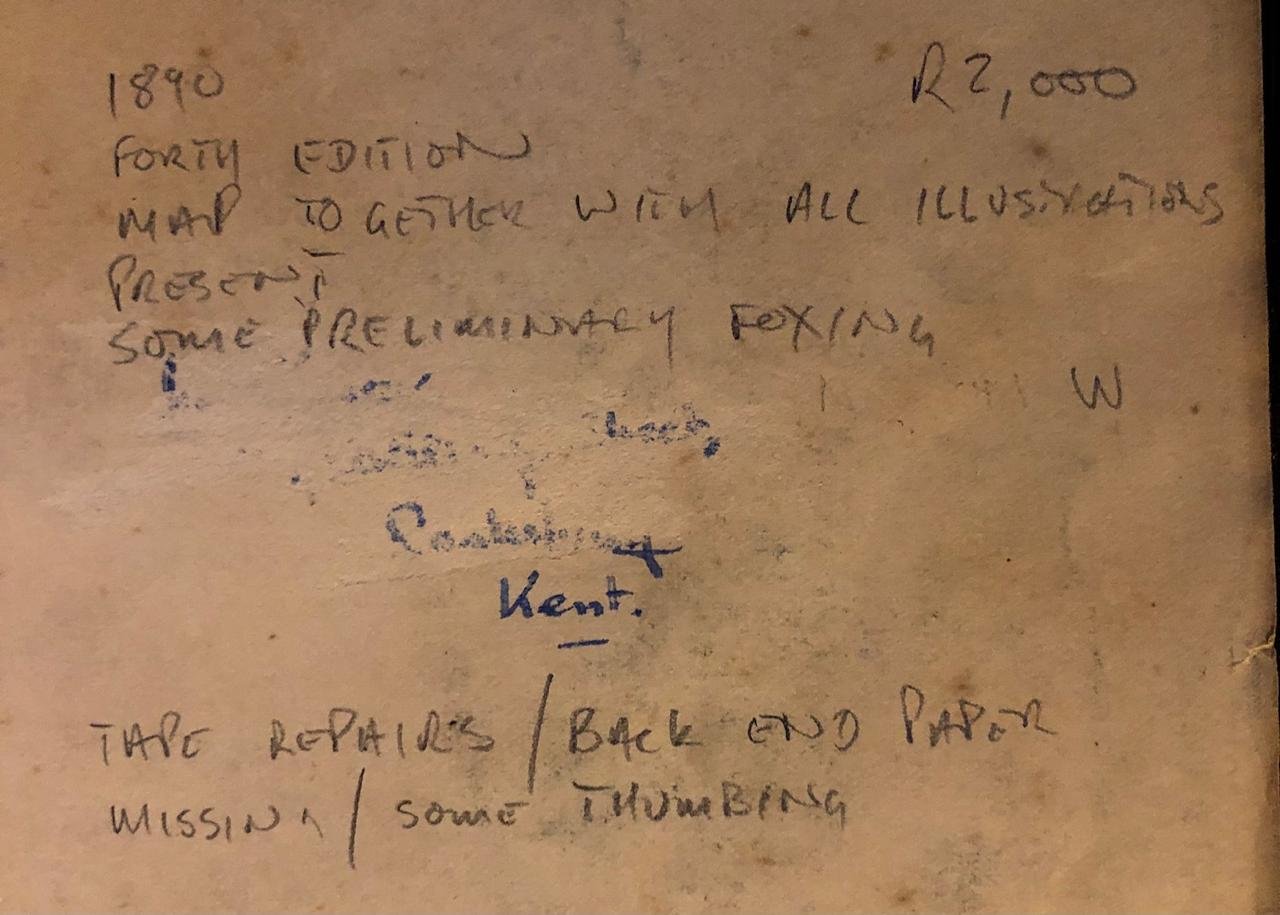 1890 R2,000
FORTY EDITION
MAP TOGETHER WITH ALL ILLUSTRATIONS
PRESENT
SOME PRELIMINARY FOXING
W
Canterbury
Kent.
TAPE REPAIRS / BACK END PAPER
MISSING / SOME THUMBING